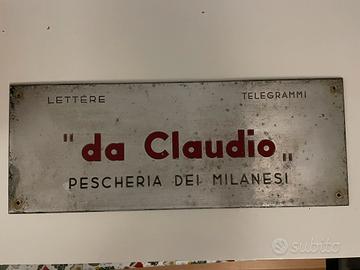 LETTERE TELEGRAMMI
"da Claudio"
PESCHERIA DEI MILANESI
subito